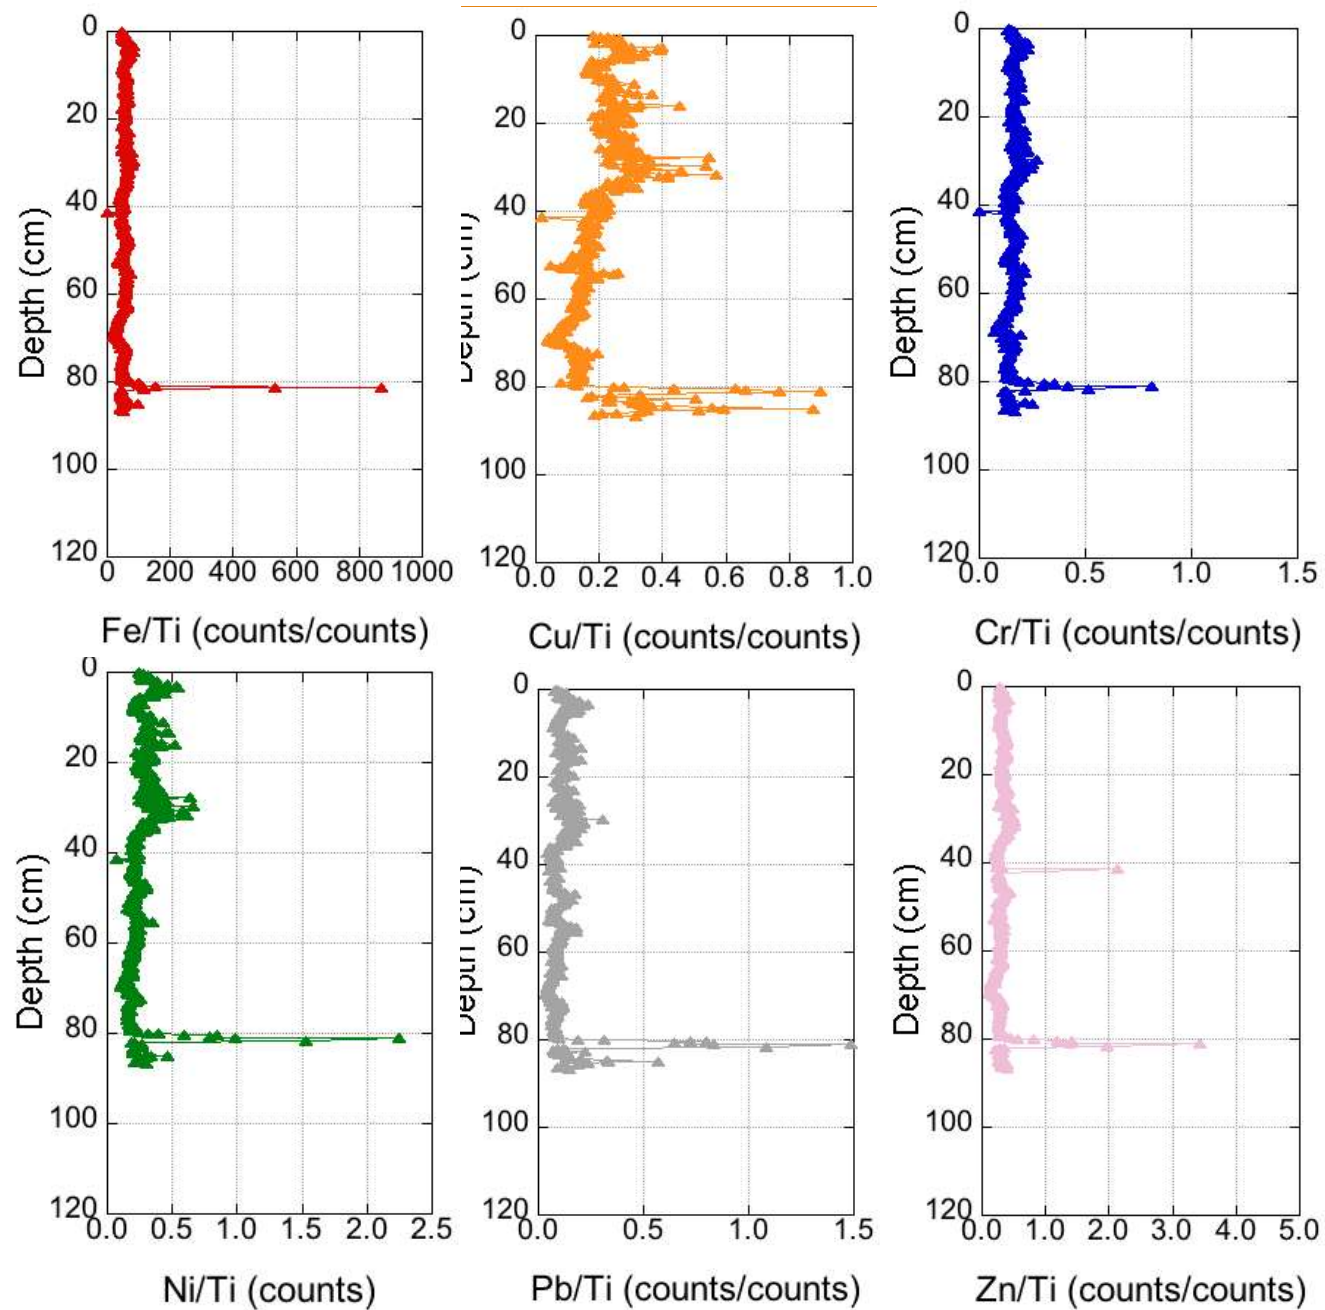 0
20
40
60
80
100
120
Depth (cm)
0 200 400 600 800 1000
Fe/Ti (counts/counts)
0
20
40
60
80
100
120
Depth (cm)
0.0 0.2 0.4 0.6 0.8 1.0
Cu/Ti (counts/counts)
0
20
40
60
80
100
120
Depth (cm)
0.0 0.5 1.0 1.5
Cr/Ti (counts/counts)
0
20
40
60
80
100
120
Depth (cm)
0.0 0.5 1.0 1.5 2.0 2.5
Ni/Ti (counts)
0
20
40
60
80
100
120
Depth (cm)
0.0 0.5 1.0 1.5
Pb/Ti (counts/counts)
0
20
40
60
80
100
120
Depth (cm)
0.0 1.0 2.0 3.0 4.0 5.0
Zn/Ti (counts/counts)